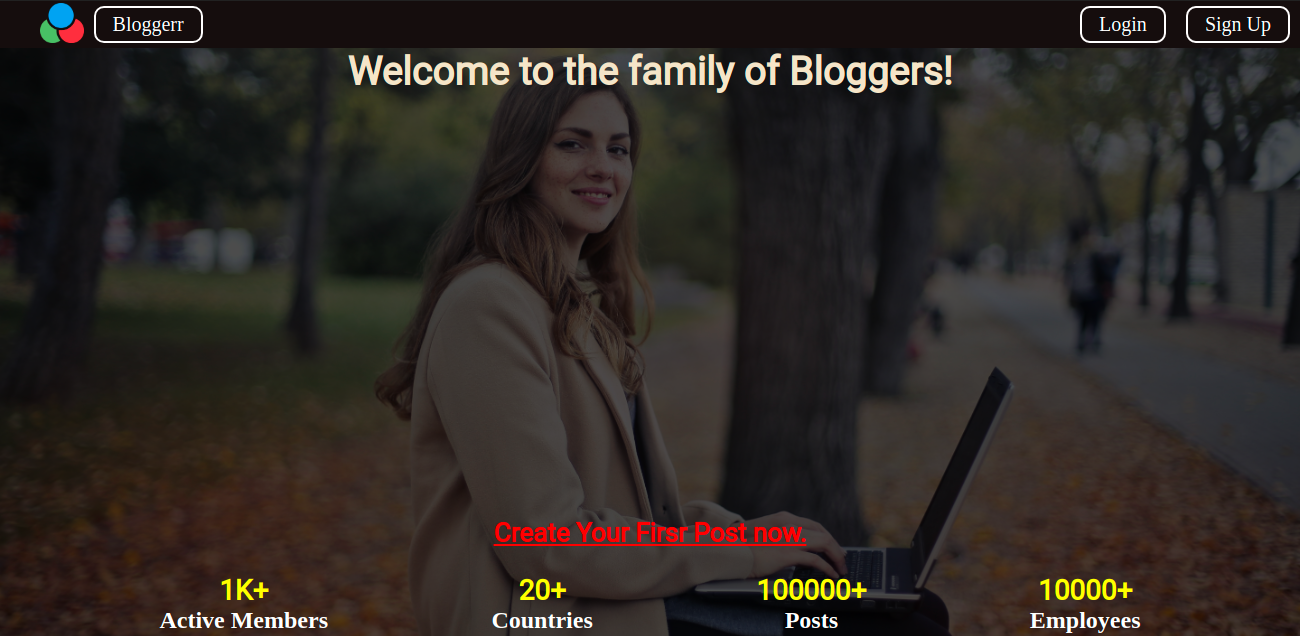 Bloggerr Login Sign Up
Welcome to the family of Bloggers!
Create Your Firsr Post now.
1K+ 20+ 100000+ 10000+
Active Members Countries Posts Employees